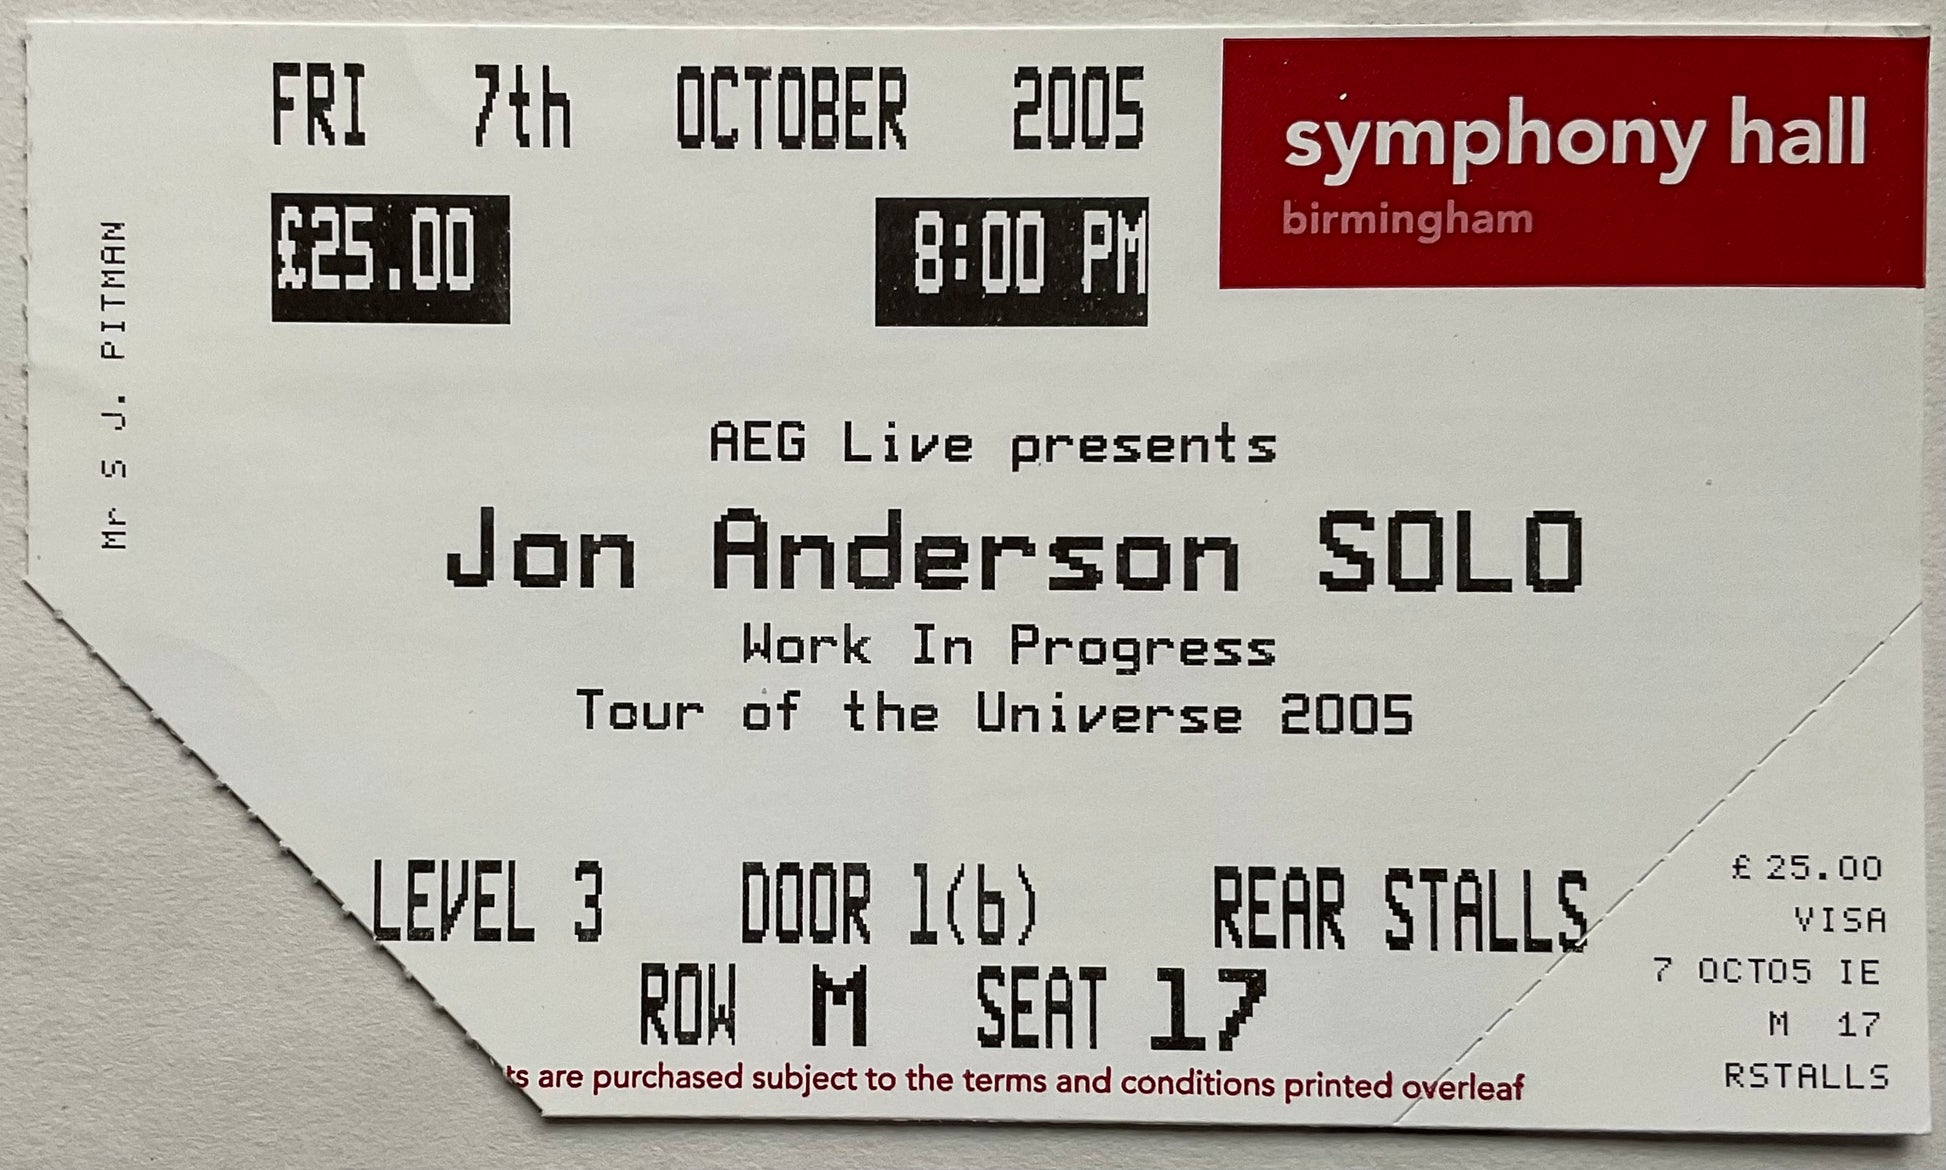 FRI 7th OCTOBER 2005
symphony hall
birmingham
£25.00 8:00 PM
Mr S J. PITMAN
AEG Live presents
Jon Anderson SOLO
Work In Progress
Tour of the Universe 2005
LEVEL 3 DOOR 1(b) REAR STALLS
ROW M SEAT 17
ts are purchased subject to the terms and conditions printed overleaf
£25.00
VISA
7 OCT05 IE
M 17
RSTALLS